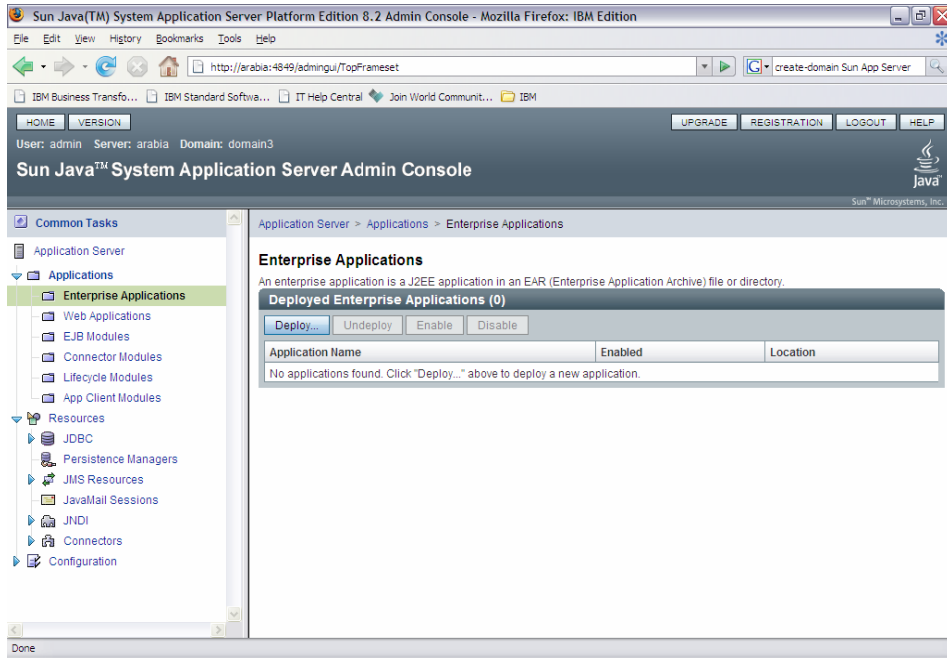 Sun Java(TM) System Application Server Platform Edition 8.2 Admin Console - Mozilla Firefox: IBM Edition
File Edit View History Bookmarks Tools Help
http://arabia:4849/admingui/TopFrameset
G create-domain Sun App Server
IBM Business Transfo... IBM Standard Softwa... IT Help Central Join World Communit... IBM
HOME VERSION UPGRADE REGISTRATION LOGOUT HELP
User: admin Server: arabia Domain: domain3
Sun Java™ System Application Server Admin Console
Java™
Sun™ Microsystems, Inc.
Common Tasks
Application Server
Applications
Enterprise Applications
Web Applications
EJB Modules
Connector Modules
Lifecycle Modules
App Client Modules
Resources
JDBC
Persistence Managers
JMS Resources
JavaMail Sessions
JNDI
Connectors
Configuration
Application Server > Applications > Enterprise Applications
Enterprise Applications
An enterprise application is a J2EE application in an EAR (Enterprise Application Archive) file or directory.
Deployed Enterprise Applications (0)
Deploy... Undeploy Enable Disable
Application Name Enabled Location
No applications found. Click "Deploy..." above to deploy a new application.
Done